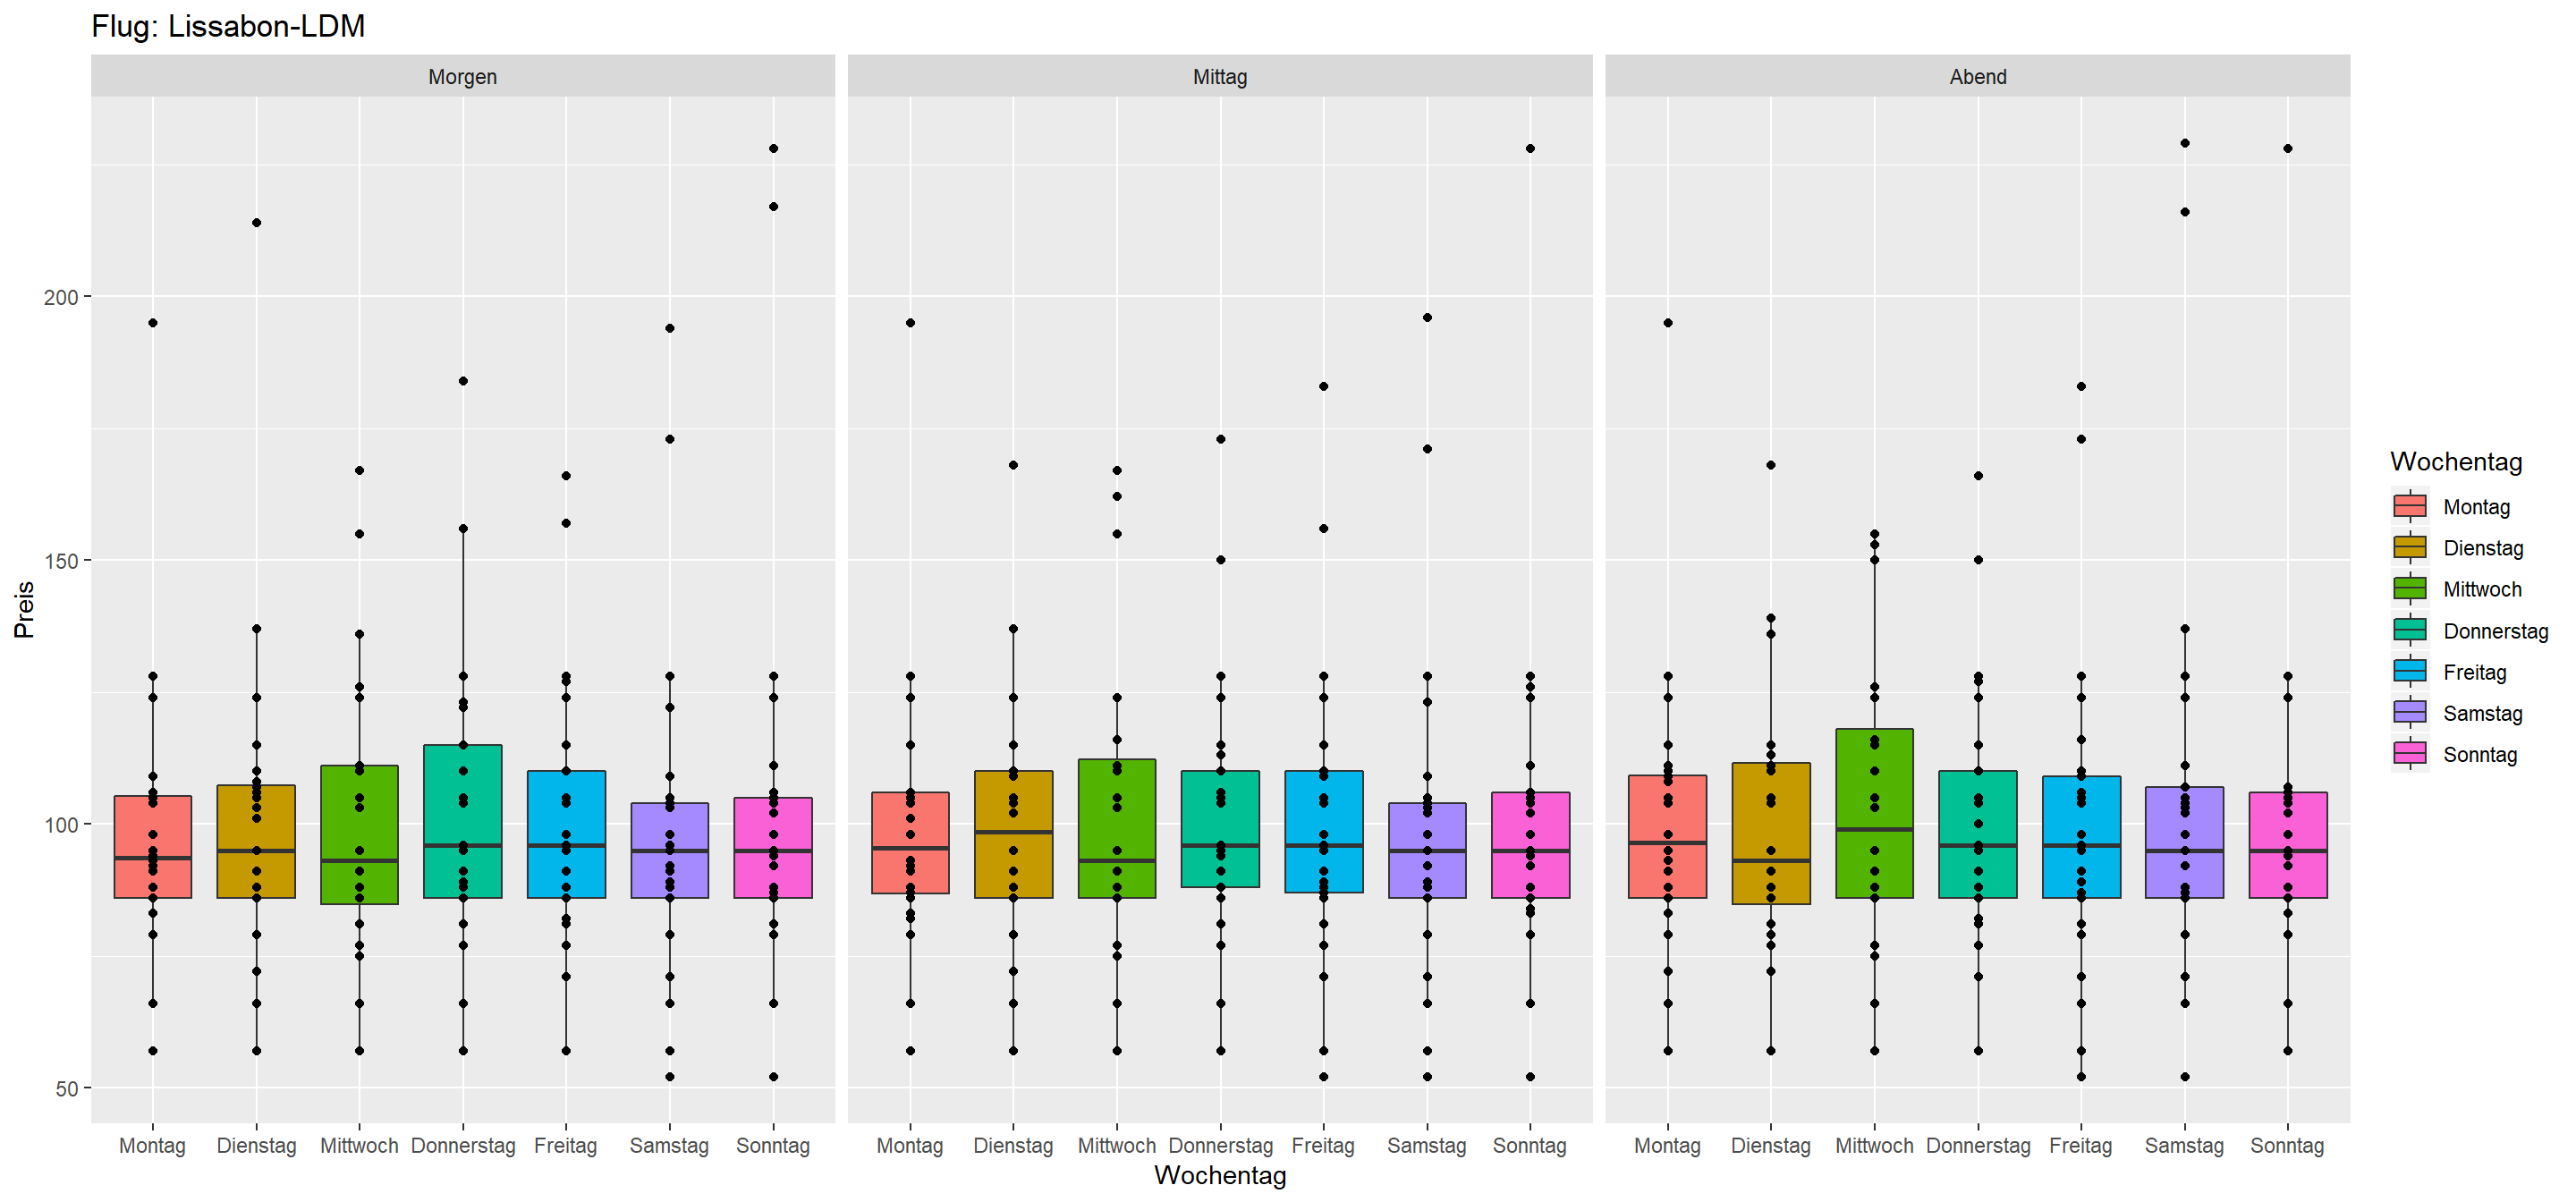 Flug: Lissabon-LDM
Morgen Mittag Abend
Preis
200
150
100
50
Montag Dienstag Mittwoch Donnerstag Freitag Samstag Sonntag Montag Dienstag Mittwoch Donnerstag Freitag Samstag Sonntag Montag Dienstag Mittwoch Donnerstag Freitag Samstag Sonntag
Wochentag
Wochentag
Montag
Dienstag
Mittwoch
Donnerstag
Freitag
Samstag
Sonntag